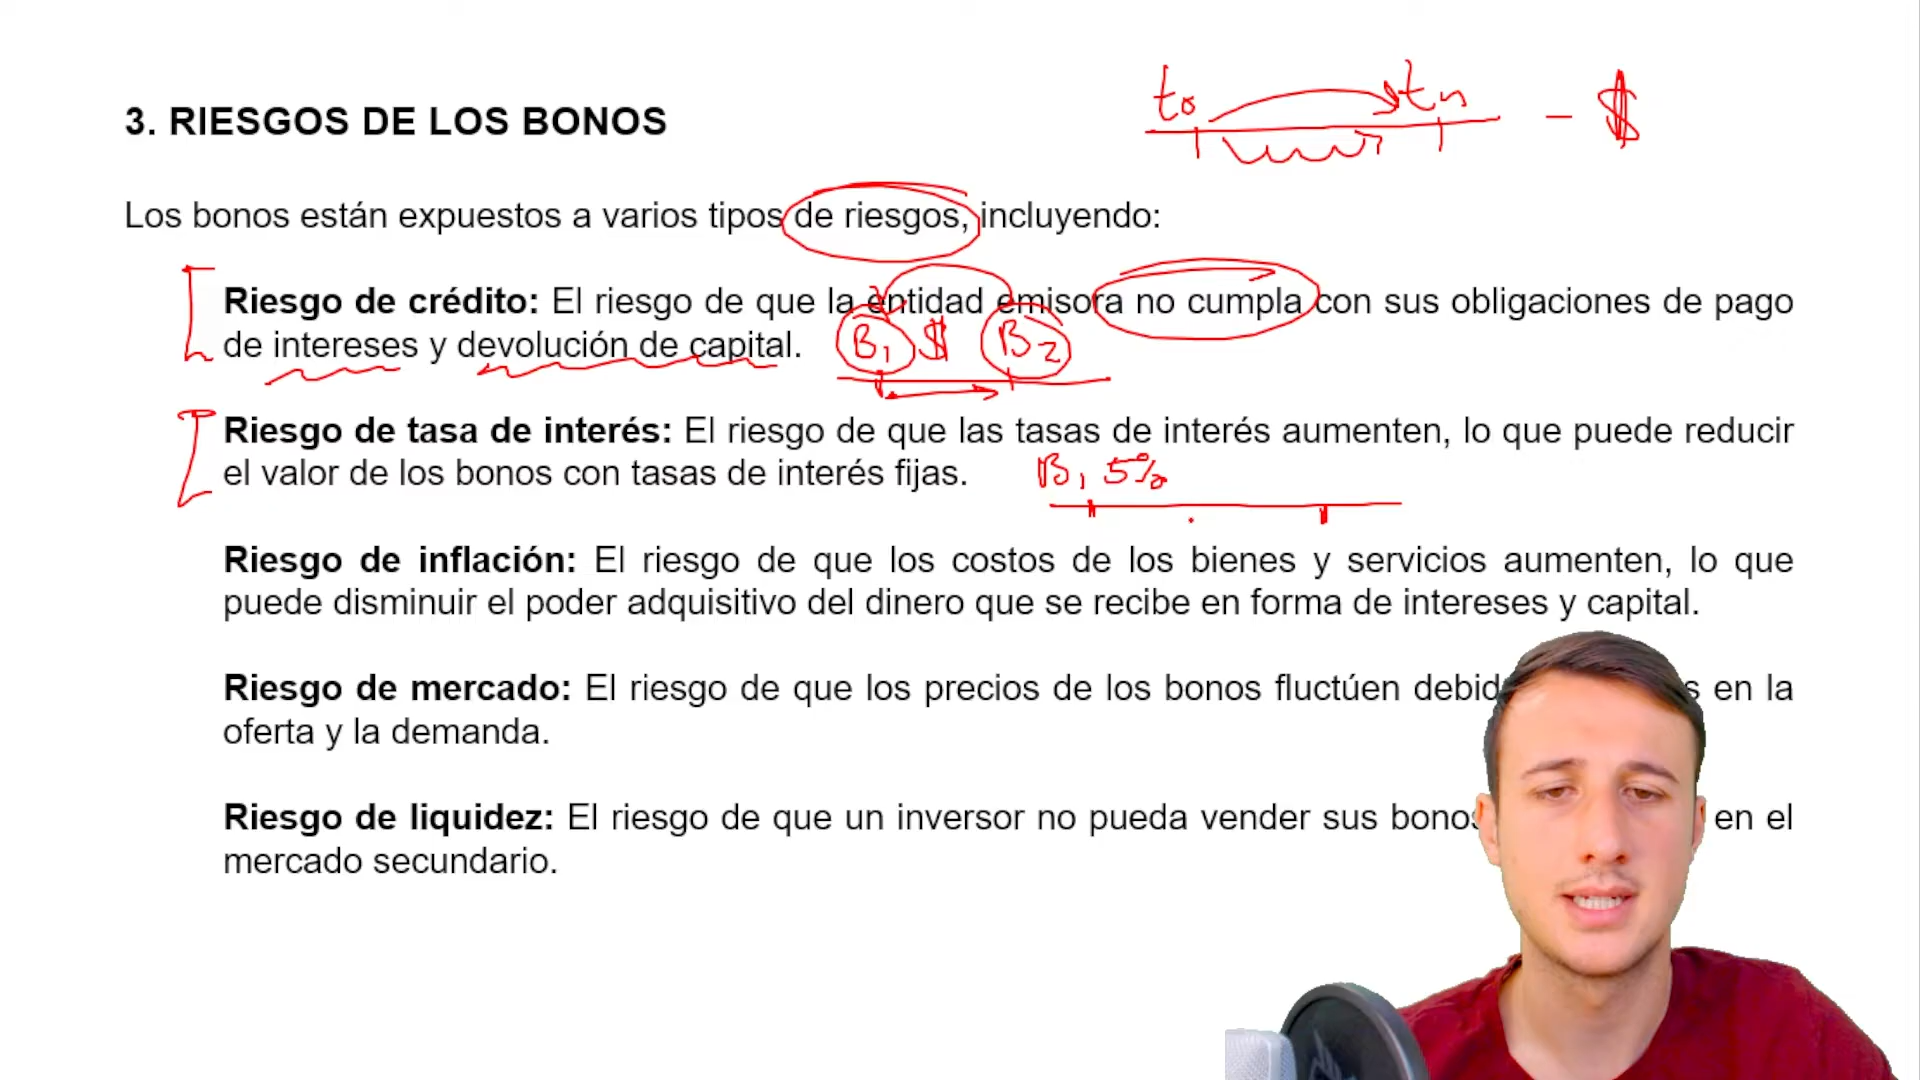 3. RIESGOS DE LOS BONOS
t₀ tₙ - $
Los bonos están expuestos a varios tipos de riesgos, incluyendo:
Riesgo de crédito: El riesgo de que la entidad emisora no cumpla con sus obligaciones de pago
de intereses y devolución de capital.
B₁ $ B₂
Riesgo de tasa de interés: El riesgo de que las tasas de interés aumenten, lo que puede reducir
el valor de los bonos con tasas de interés fijas.
B₁ 5%
Riesgo de inflación: El riesgo de que los costos de los bienes y servicios aumenten, lo que
puede disminuir el poder adquisitivo del dinero que se recibe en forma de intereses y capital.
Riesgo de mercado: El riesgo de que los precios de los bonos fluctúen en la
oferta y la demanda.
Riesgo de liquidez: El riesgo de que un inversor no pueda vender sus bonos en el
mercado secundario.